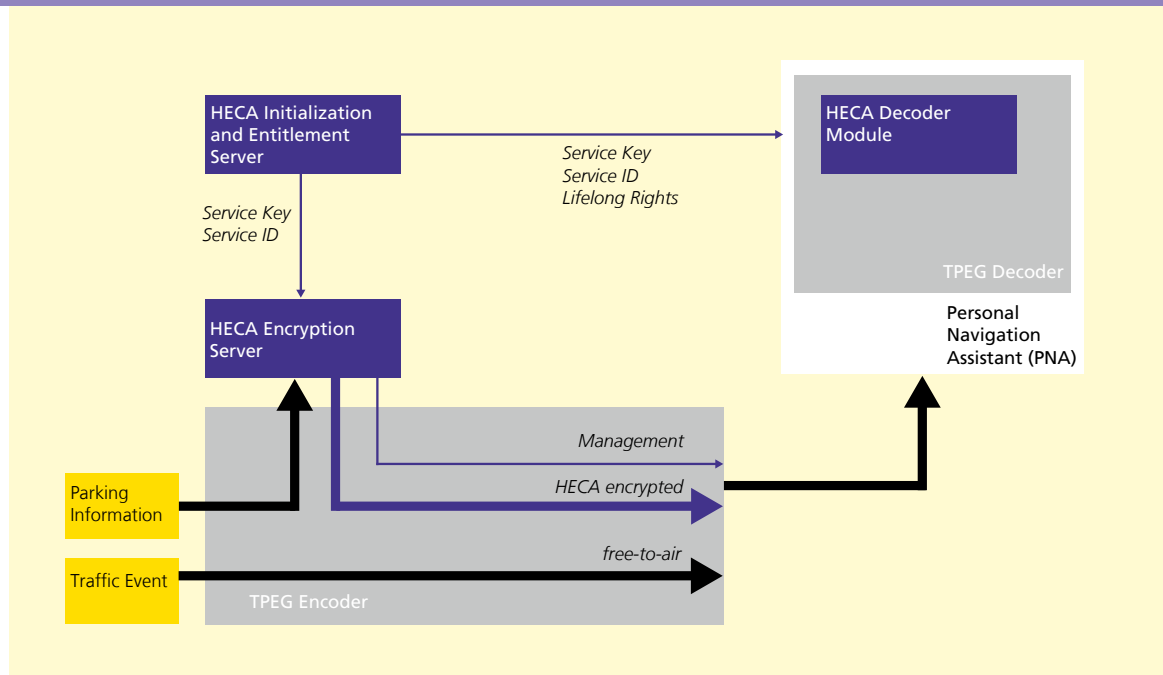 HECA Initialization
and Entitlement
Server
HECA Decoder
Module
Service Key
Service ID
Lifelong Rights
Service Key
Service ID
TPEG Decoder
HECA Encryption
Server
Personal
Navigation
Assistant (PNA)
Management
HECA encrypted
Parking
Information
free-to-air
Traffic Event
TPEG Encoder